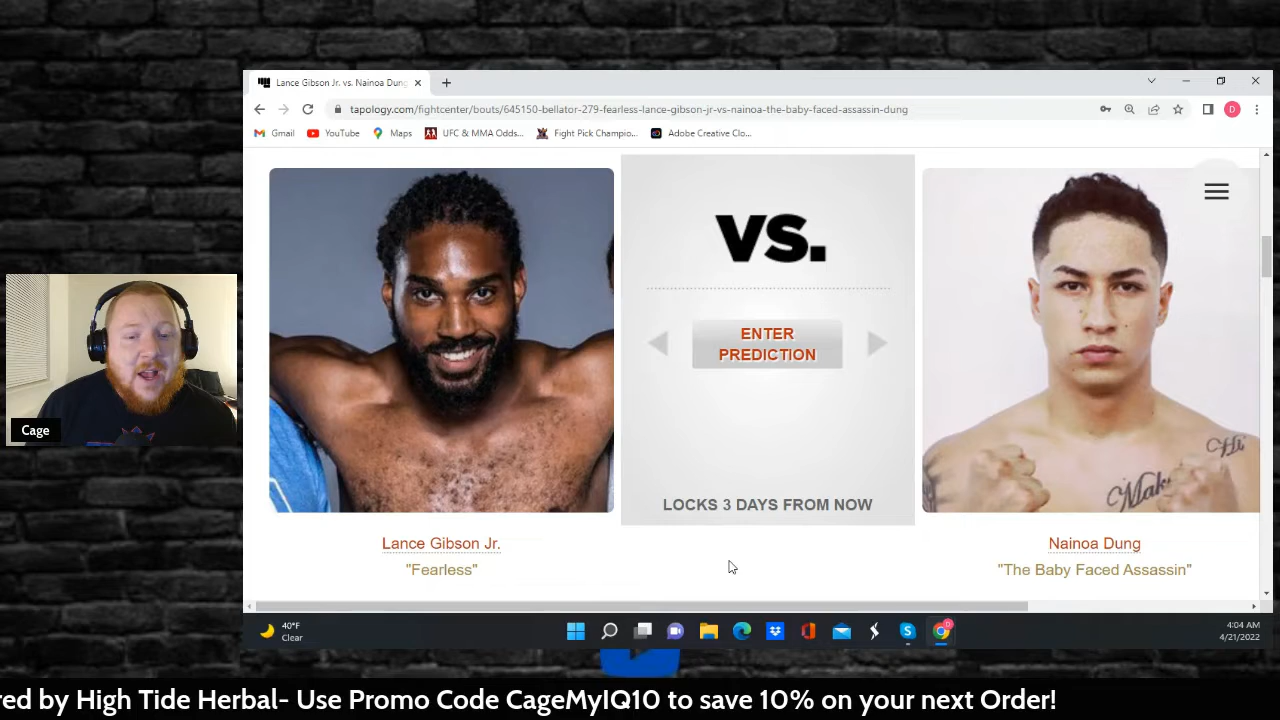 Lance Gibson Jr. vs. Nainoa Dung
tapology.com/fightcenter/bouts/645150-bellator-279-fearless-lance-gibson-jr-vs-nainoa-the-baby-faced-assassin-dung
D
Gmail YouTube Maps UFC & MMA Odds... Fight Pick Champio... Adobe Creative Clo...
VS.
ENTER
PREDICTION
LOCKS 3 DAYS FROM NOW
Hi
Mak
Cage
Lance Gibson Jr.
"Fearless"
Nainoa Dung
"The Baby Faced Assassin"
40°F
Clear
4:04 AM
4/21/2022
red by High Tide Herbal- Use Promo Code CageMyIQ10 to save 10% on your next Order!